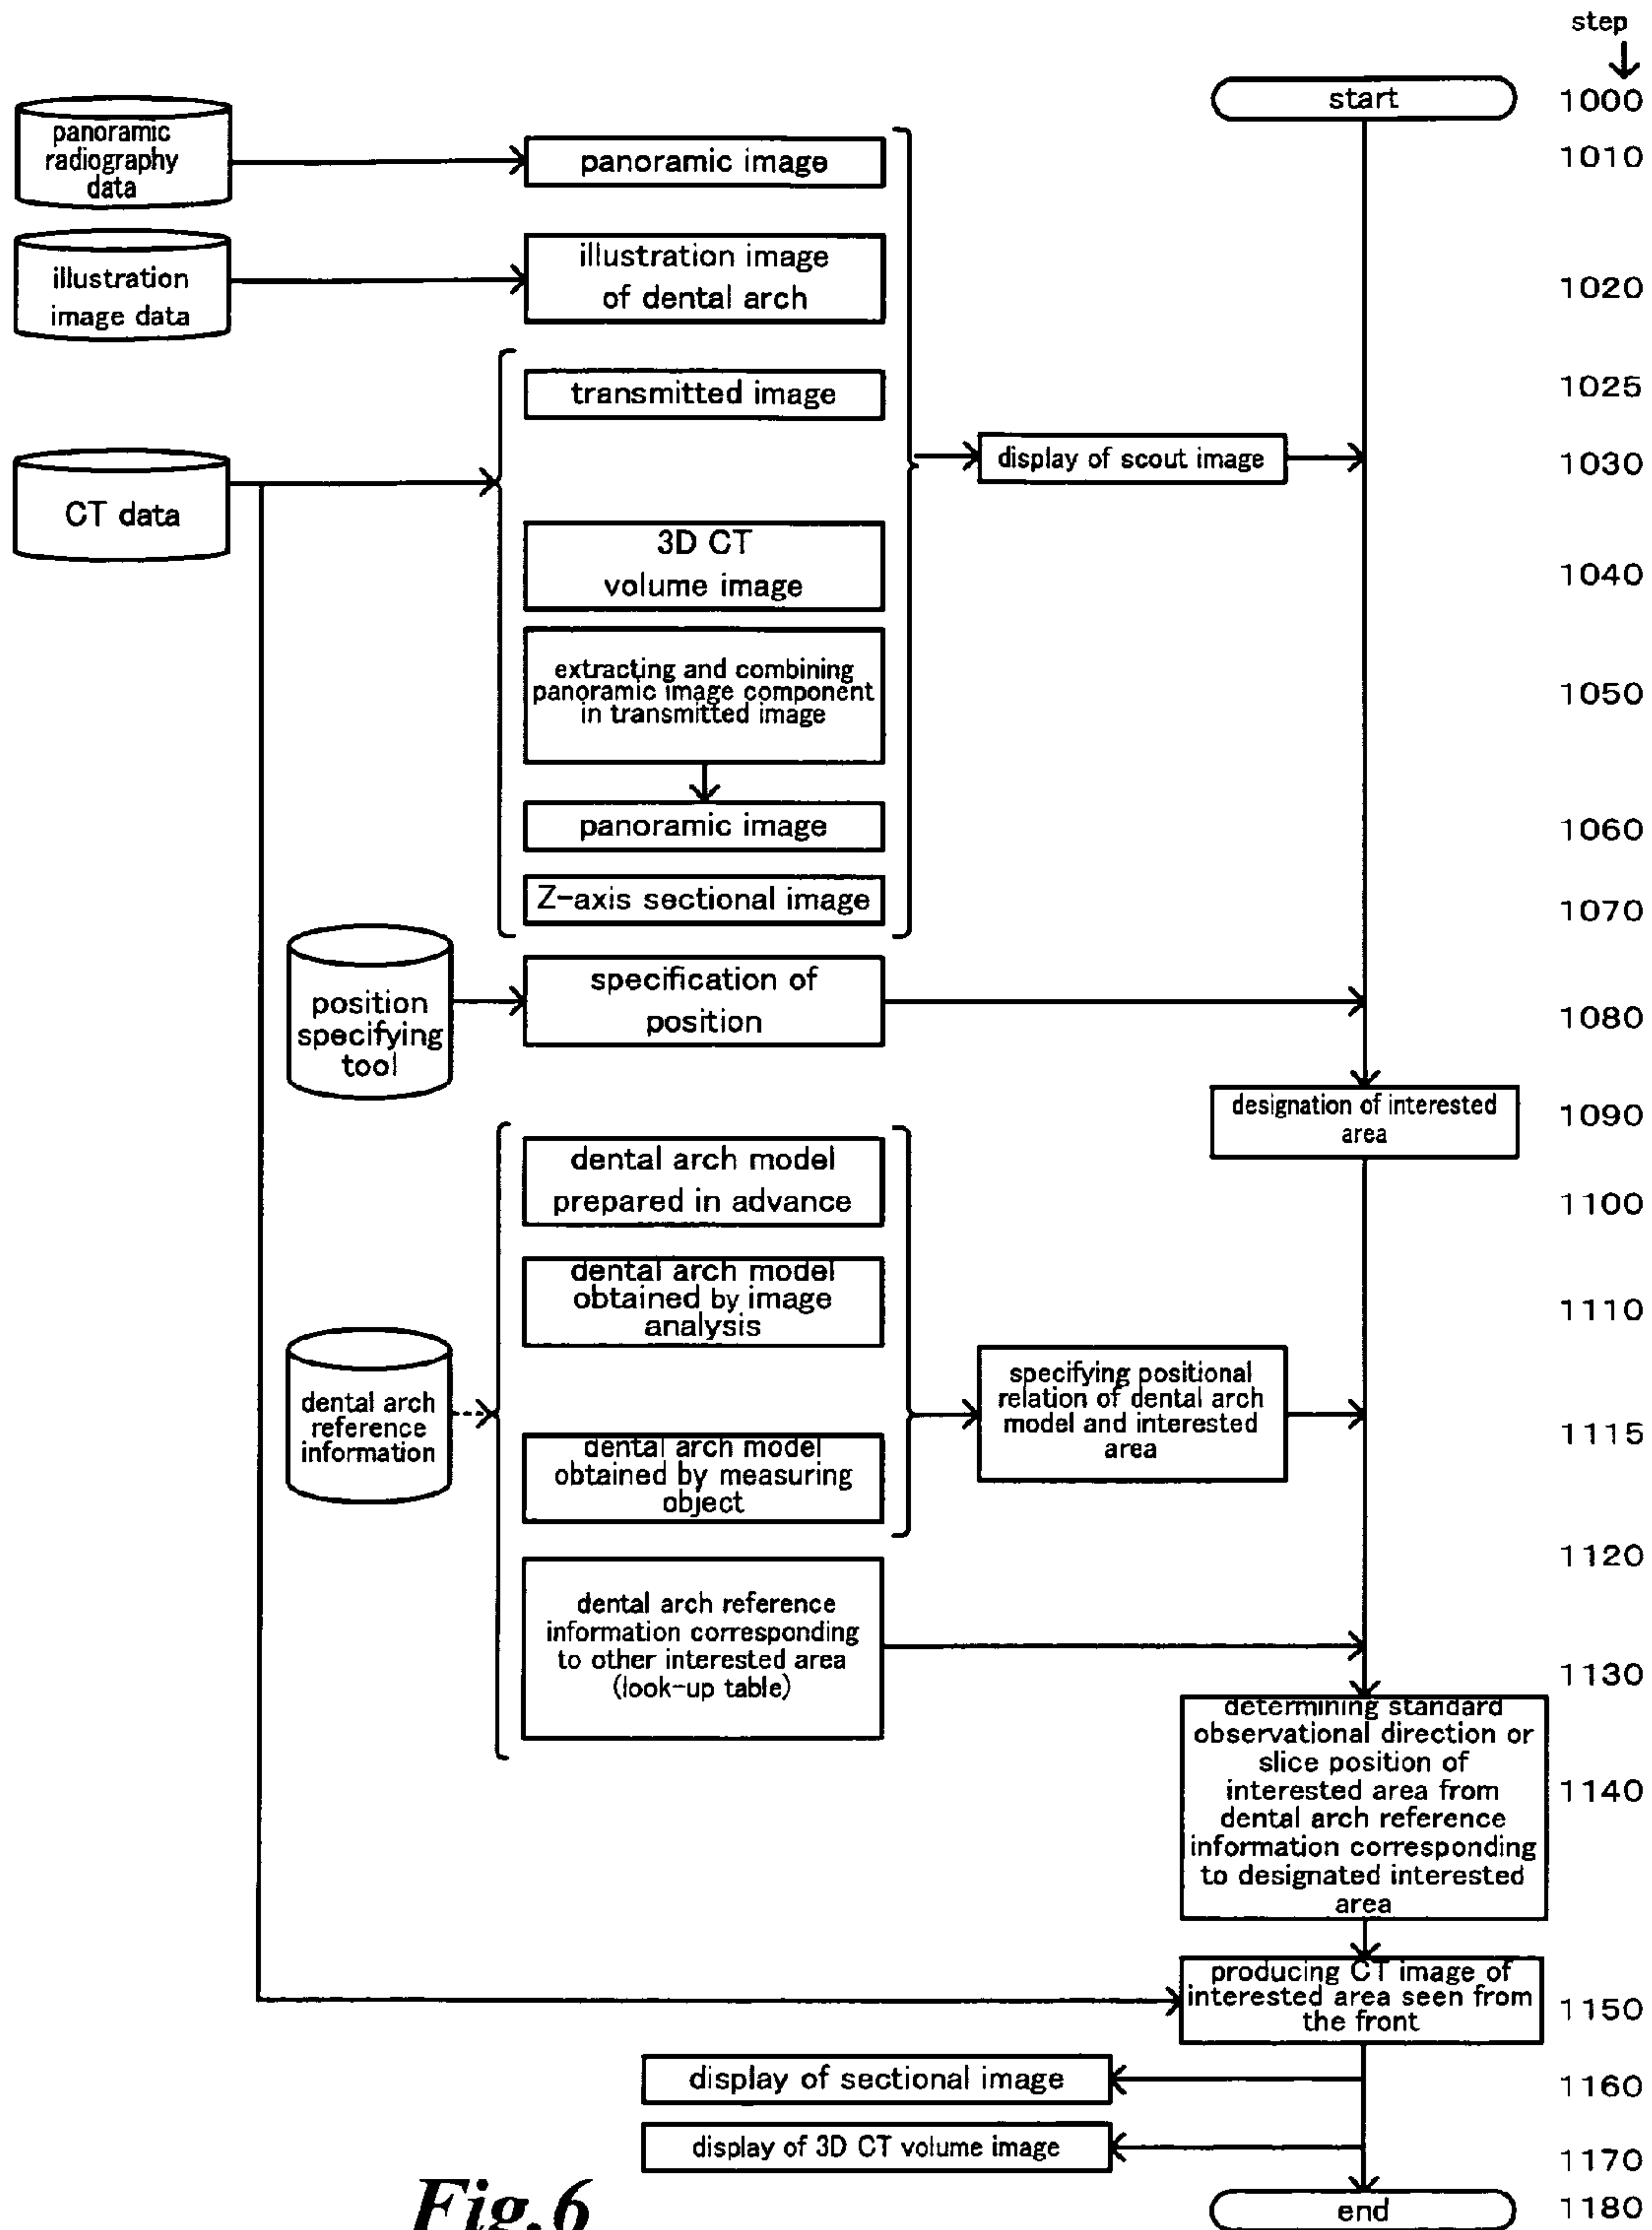 step
start
1000
panoramic
radiography
data
panoramic image
1010
illustration
image data
illustration image
of dental arch
1020
transmitted image
1025
CT data
display of scout image
1030
3D CT
volume image
1040
extracting and combining
panoramic image component
in transmitted image
1050
panoramic image
1060
Z-axis sectional image
1070
position
specifying
tool
specification of
position
1080
designation of interested
area
1090
dental arch model
prepared in advance
1100
dental arch model
obtained by image
analysis
1110
dental arch
reference
information
specifying positional
relation of dental arch
model and interested
area
1115
dental arch model
obtained by measuring
object
1120
dental arch reference
information corresponding
to other interested area
(look-up table)
1130
determining standard
observational direction or
slice position of
interested area from
dental arch reference
information corresponding
to designated interested
area
1140
producing CT image of
interested area seen from
the front
1150
display of sectional image
1160
display of 3D CT volume image
1170
end
1180
Fig.6